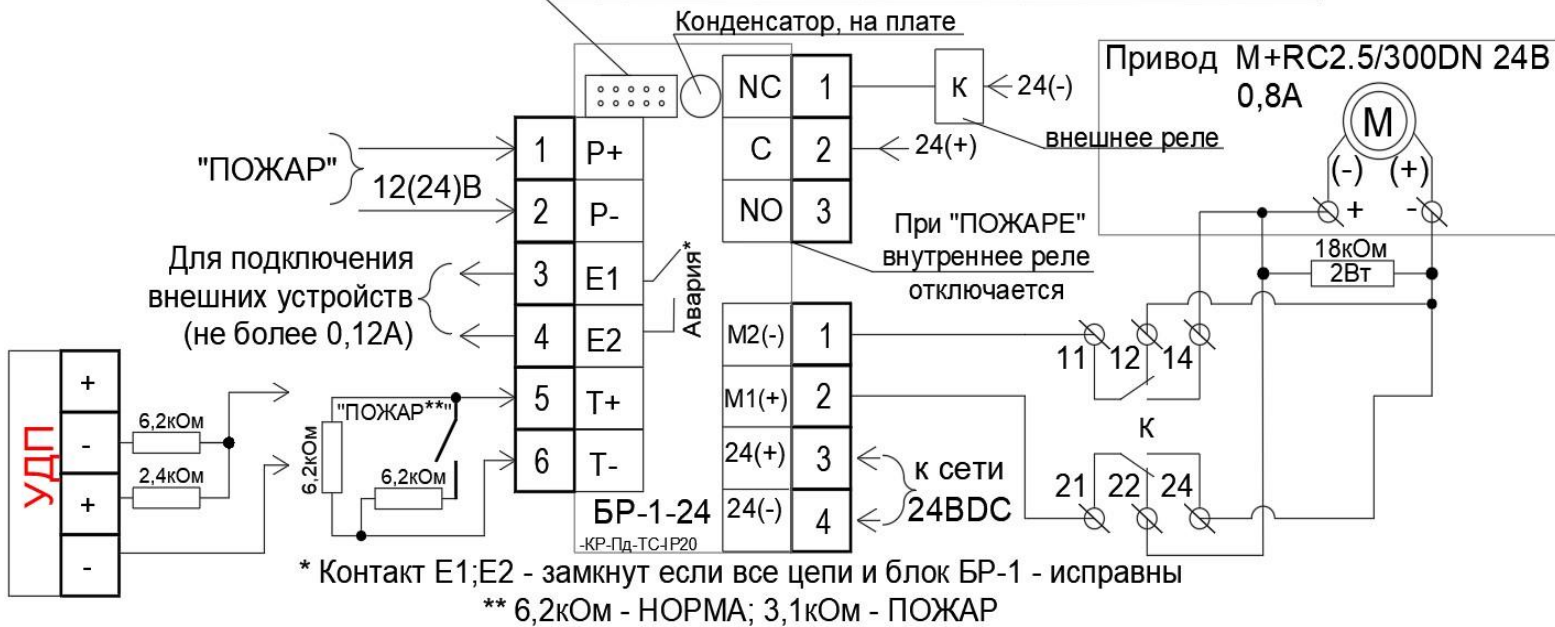 Конденсатор, на плате
"ПОЖАР"
12(24)В
Для подключения
внешних устройств
(не более 0,12А)
1 P+
2 P-
3 E1
4 E2
5 T+
6 T-
Авария*
NC 1
C 2
NO 3
К
24(-)
24(+)
внешнее реле
При "ПОЖАРЕ"
внутреннее реле
отключается
M2(-) 1
M1(+) 2
24(+) 3
24(-) 4
к сети
24ВDC
БР-1-24
-КР-Пд-ТС-IP20
Привод М+RC2.5/300DN 24В
0,8А
М
(-) (+)
+ -
18кОм
2Вт
11 12 14
К
21 22 24
УДП
+
-
+
-
6,2кОм
2,4кОм
"ПОЖАР**"
6,2кОм
6,2кОм
* Контакт Е1;Е2 - замкнут если все цепи и блок БР-1 - исправны
** 6,2кОм - НОРМА; 3,1кОм - ПОЖАР